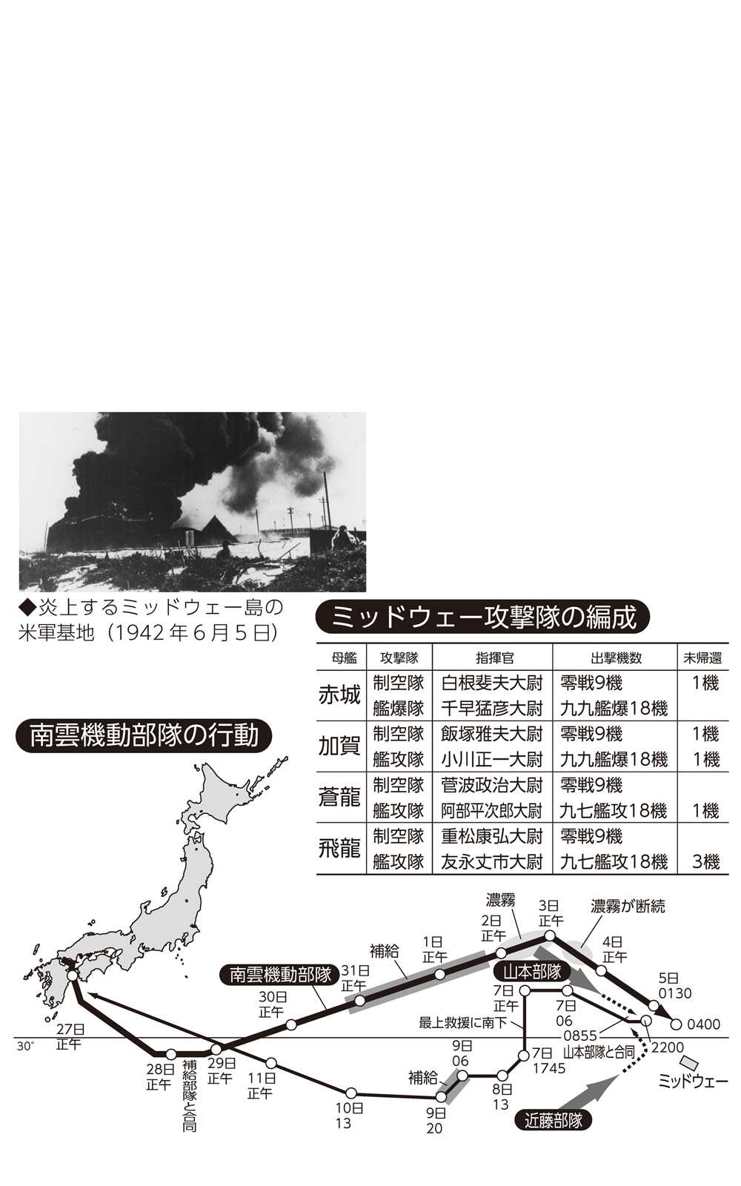 ◆炎上するミッドウェー島の
米軍基地（1942年6月5日）
ミッドウェー攻撃隊の編成
母艦 攻撃隊 指揮官 出撃機数 未帰還
赤城 制空隊 白根斐夫大尉 零戦9機 1機
艦爆隊 千早猛彦大尉 九九艦爆18機
加賀 制空隊 飯塚雅夫大尉 零戦9機 1機
艦攻隊 小川正一大尉 九九艦爆18機 1機
蒼龍 制空隊 菅波政治大尉 零戦9機
艦攻隊 阿部平次郎大尉 九七艦攻18機 1機
飛龍 制空隊 重松康弘大尉 零戦9機
艦攻隊 友永丈市大尉 九七艦攻18機 3機
南雲機動部隊の行動
濃霧
3日
正午
濃霧が断続
2日
正午
4日
正午
1日
正午
補給
31日
正午
南雲機動部隊
山本部隊
30日
正午
5日
0130
0400
7日
正午
7日
06
0855
最上救援に南下
山本部隊と合同
2200
27日
正午
30°
28日
正午
補給部隊と合同
29日
正午
11日
正午
10日
13
9日
06
補給
9日
20
8日
13
7日
1745
ミッドウェー
近藤部隊